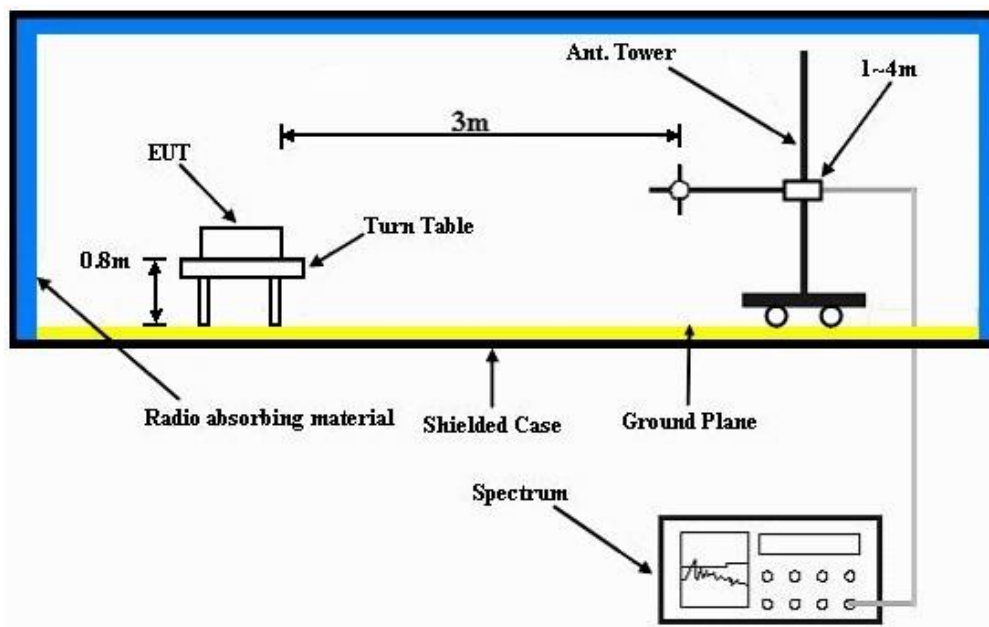 Ant. Tower
1~4m
3m
EUT
Turn Table
0.8m
Radio absorbing material
Shielded Case
Ground Plane
Spectrum